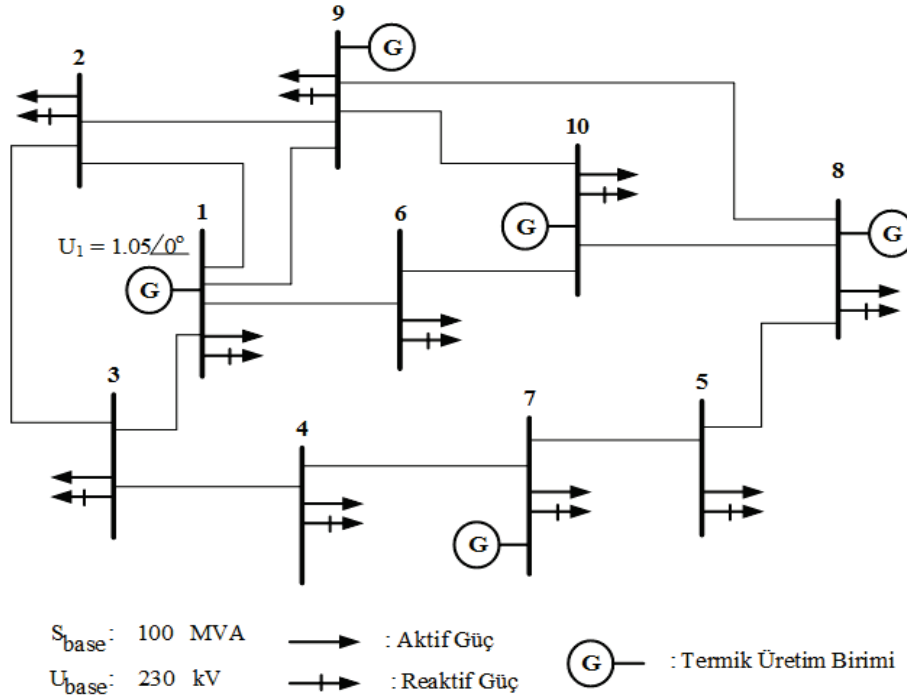 9
G
2
10
8
1
6
G
G
U1 = 1.05/0°
G
3
7
5
4
G
Sbase: 100 MVA
: Aktif Güç
G
: Termik Üretim Birimi
Ubase: 230 kV
: Reaktif Güç